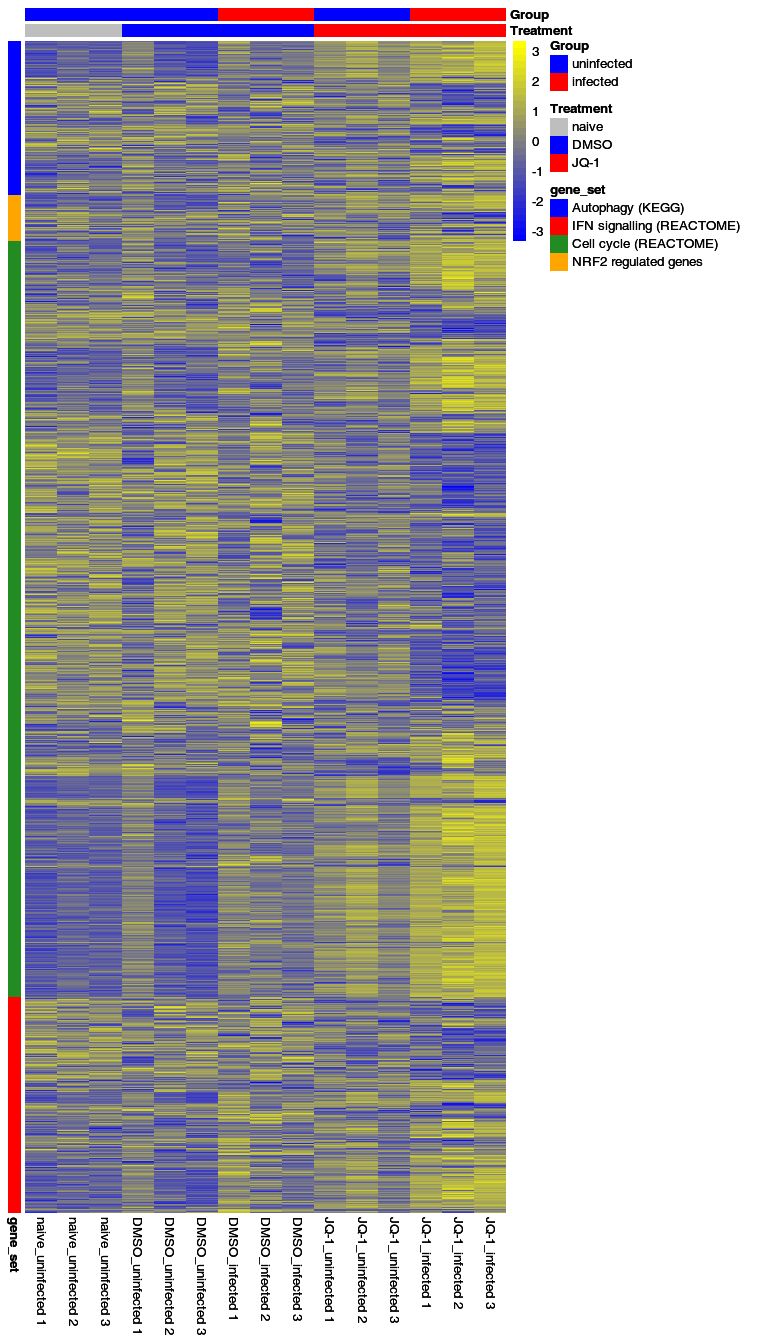 Group
Treatment
3
2
1
0
-1
-2
-3
Group
uninfected
infected
Treatment
naive
DMSO
JQ-1
gene_set
Autophagy (KEGG)
IFN signalling (REACTOME)
Cell cycle (REACTOME)
NRF2 regulated genes
gene_set
naive_uninfected 1
naive_uninfected 2
naive_uninfected 3
DMSO_uninfected 1
DMSO_uninfected 2
DMSO_uninfected 3
DMSO_infected 1
DMSO_infected 2
DMSO_infected 3
JQ-1_uninfected 1
JQ-1_uninfected 2
JQ-1_uninfected 3
JQ-1_infected 1
JQ-1_infected 2
JQ-1_infected 3